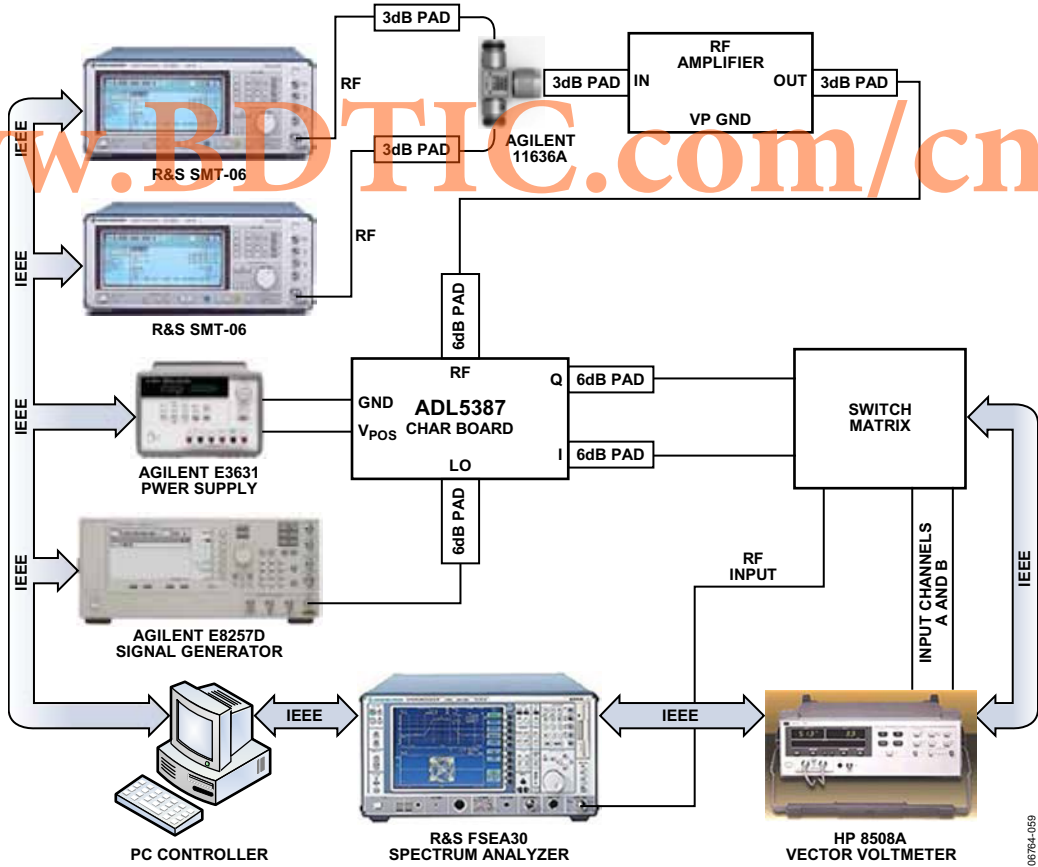 3dB PAD
RF
AMPLIFIER
3dB PAD
IN
OUT
3dB PAD
RF
VP GND
IEEE
3dB PAD
AGILENT
11636A
www.BDTIC.com/cn
R&S SMT-06
RF
IEEE
R&S SMT-06
6dB PAD
RF
Q
6dB PAD
GND
ADL5387
CHAR BOARD
VPOS
SWITCH
MATRIX
I
6dB PAD
LO
IEEE
AGILENT E3631
PWER SUPPLY
6dB PAD
RF
INPUT
INPUT CHANNELS
A AND B
IEEE
IEEE
AGILENT E8257D
SIGNAL GENERATOR
IEEE
IEEE
PC CONTROLLER
R&S FSEA30
SPECTRUM ANALYZER
HP 8508A
VECTOR VOLTMETER
06764-059